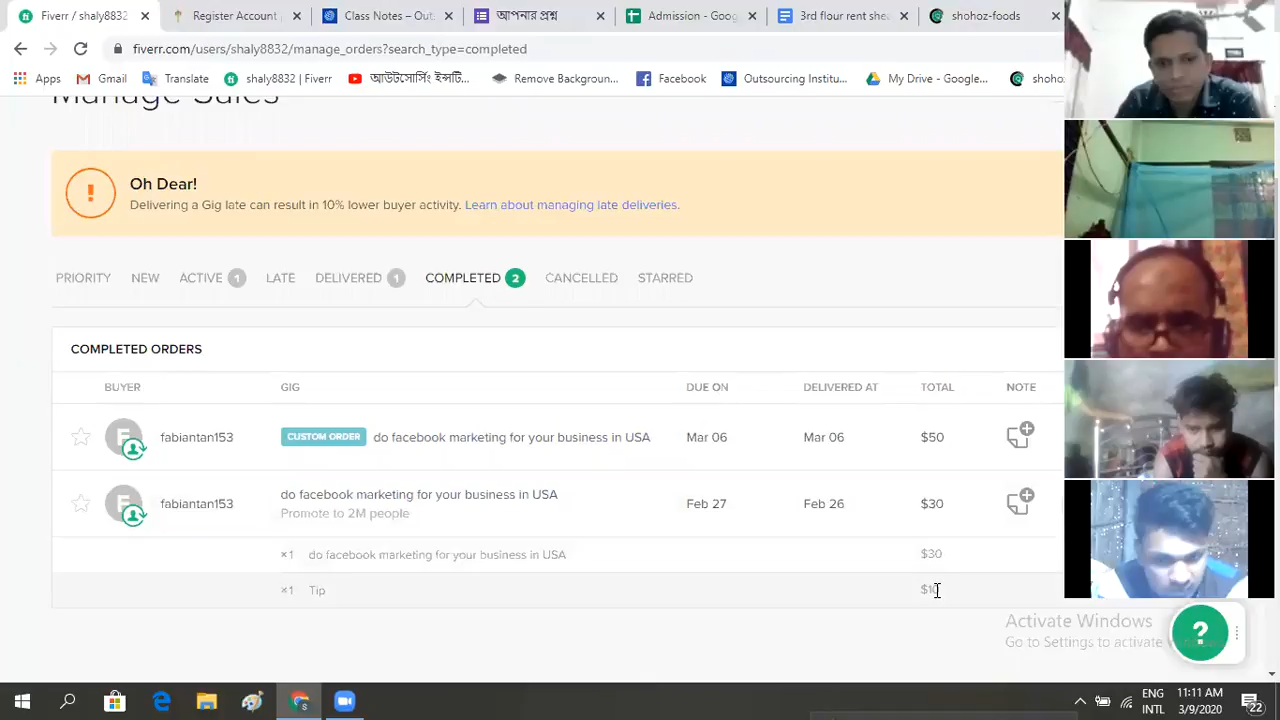 Fiverr / shaly8832
Register Account
Class Notes – Out
আপনার প্রশ্ন
Admission - Goog
3rd floor rent shee
shohoz-foods
fiverr.com/users/shaly8832/manage_orders?search_type=completed
Apps
Gmail
Translate
shaly8832 | Fiverr
আউটসোর্সিং ইনস্টি...
Remove Backgroun...
Facebook
Outsourcing Institu...
My Drive - Google...
Manage Sales
Oh Dear!
Delivering a Gig late can result in 10% lower buyer activity. Learn about managing late deliveries.
PRIORITY NEW ACTIVE 1 LATE DELIVERED 1 COMPLETED 2 CANCELLED STARRED
COMPLETED ORDERS
BUYER GIG DUE ON DELIVERED AT TOTAL NOTE
F fabiantan153 CUSTOM ORDER do facebook marketing for your business in USA Mar 06 Mar 06 $50
do facebook marketing for your business in USA
F fabiantan153 Feb 27 Feb 26 $30
Promote to 2M people
×1 do facebook marketing for your business in USA $30
×1 Tip $10
Activate Windows
Go to Settings to activate
?
ENG 11:11 AM
INTL 3/9/2020 22